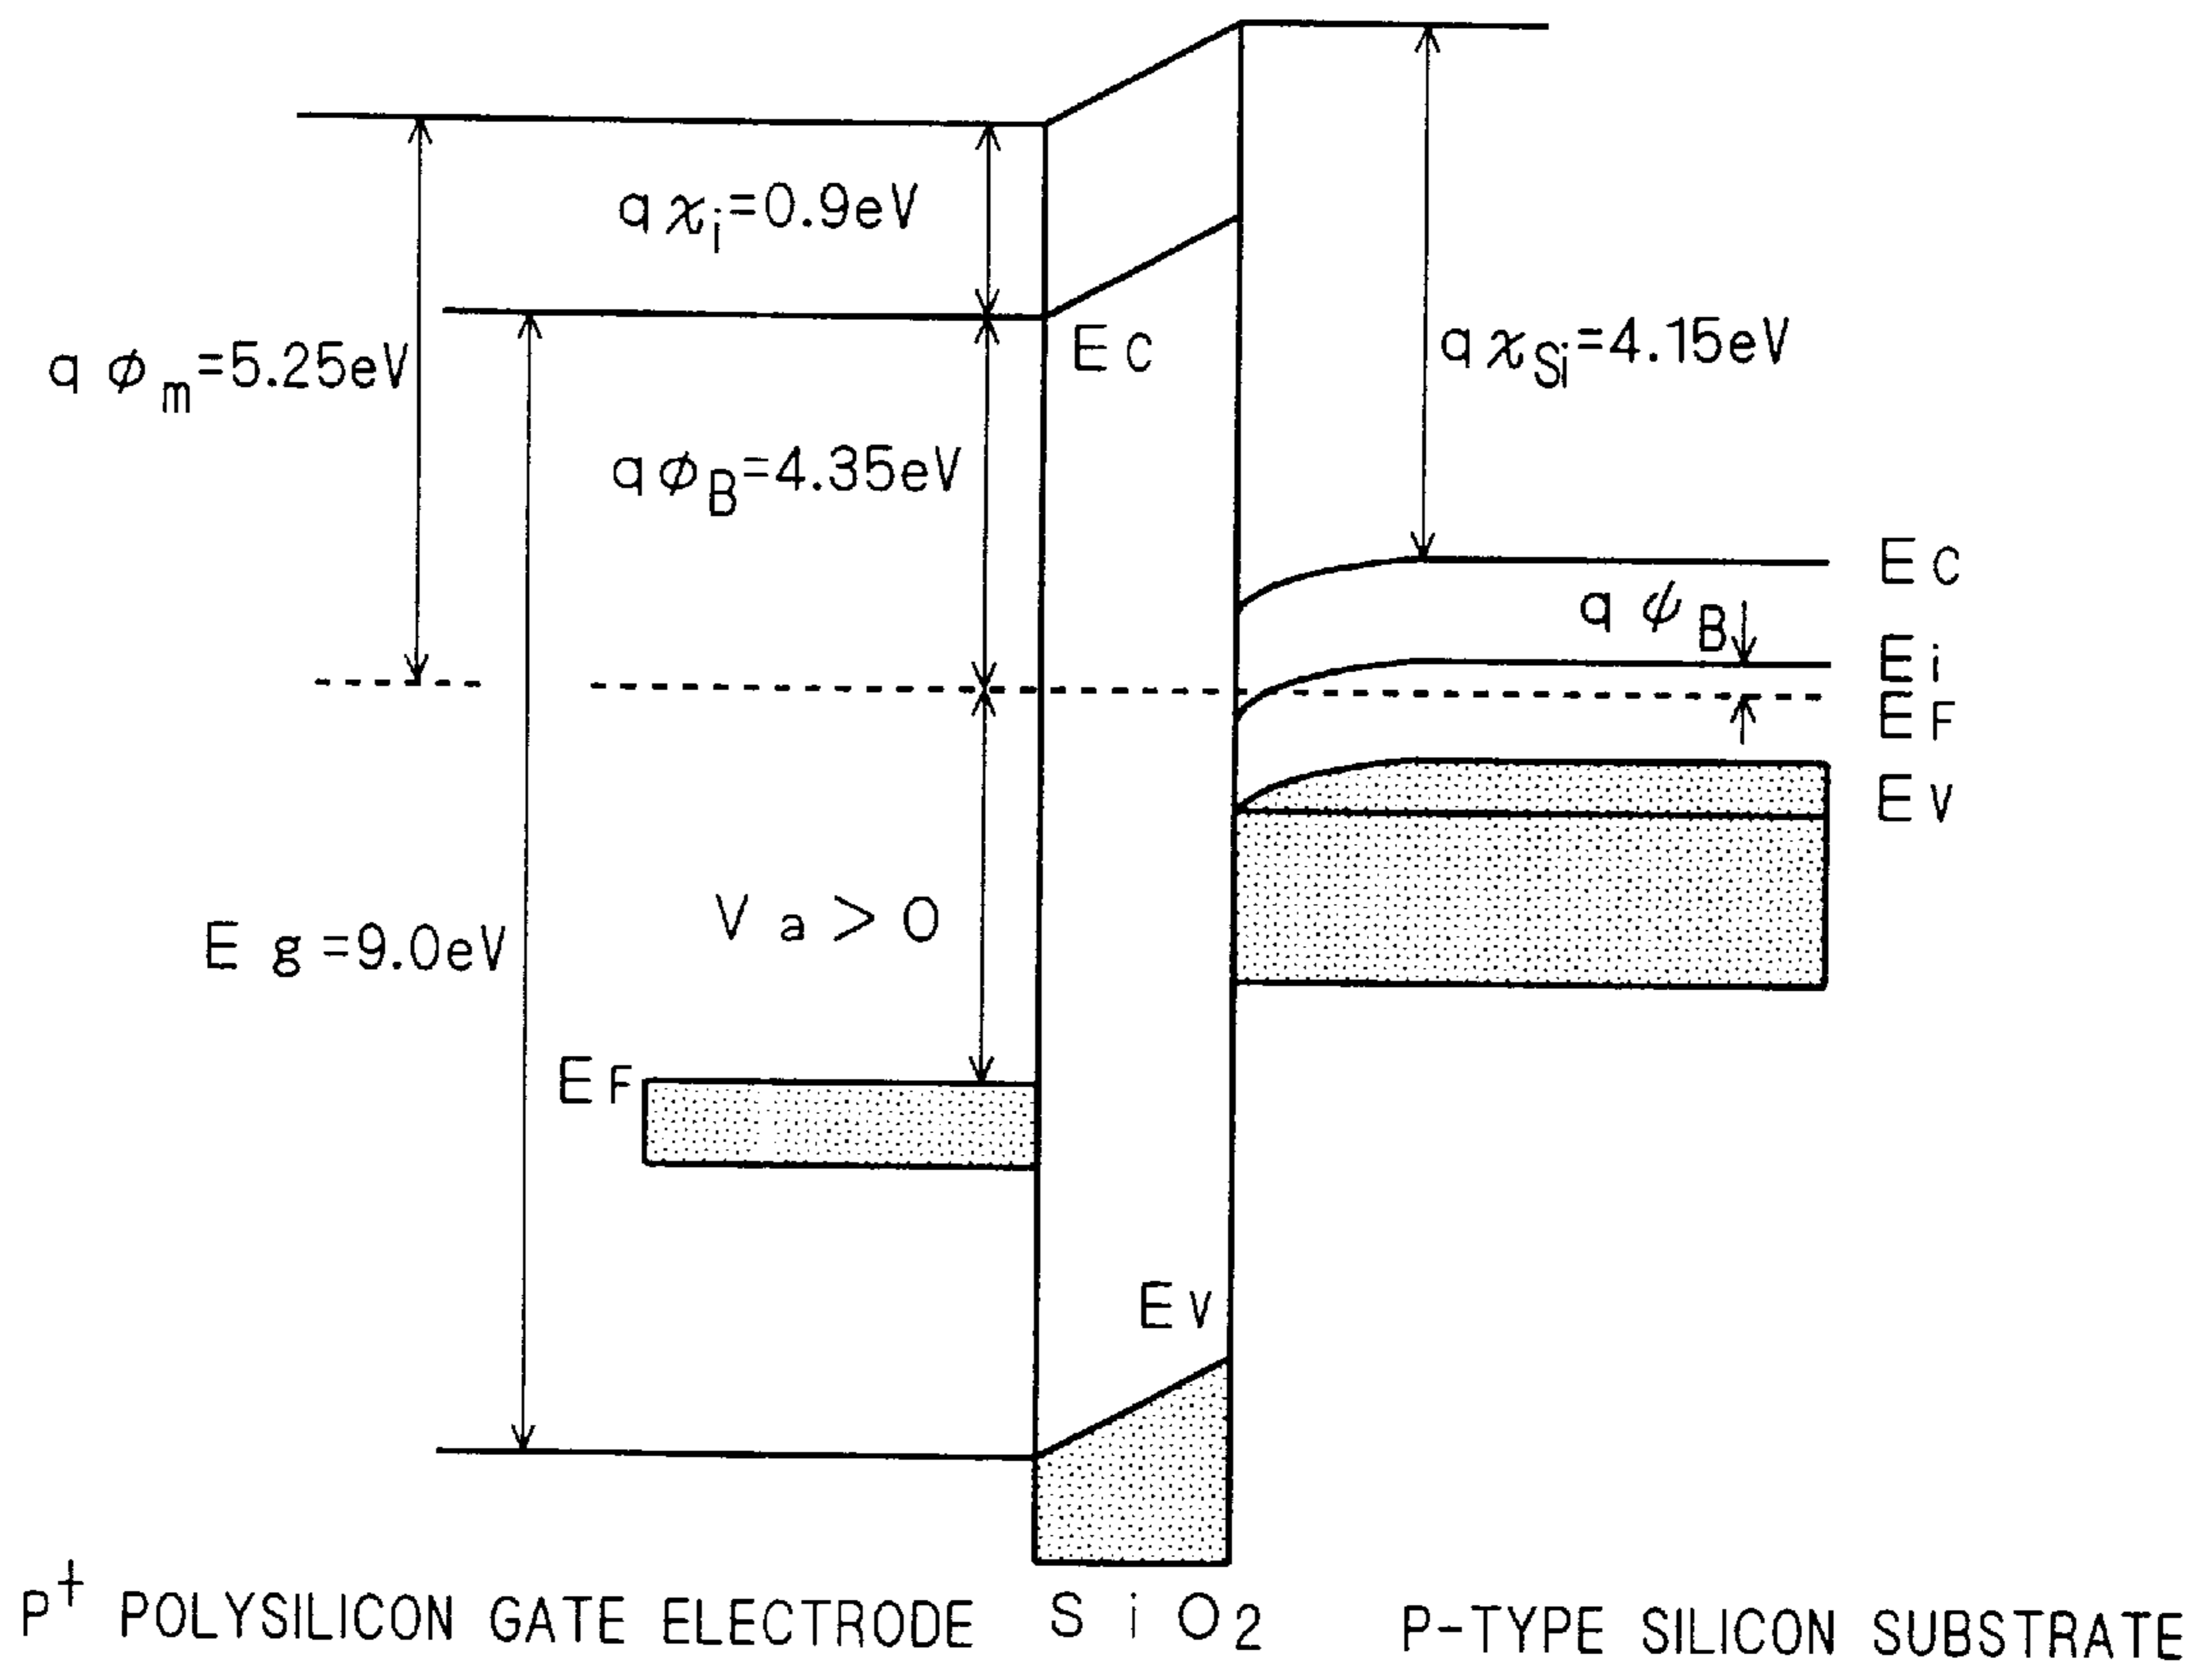 qχi=0.9eV
EC
qφm=5.25eV
qχSi=4.15eV
qφB=4.35eV
EC
qψB
Ei
EF
EV
Va>0
Eg=9.0eV
EF
EV
P+ POLYSILICON GATE ELECTRODE
SiO2
P-TYPE SILICON SUBSTRATE